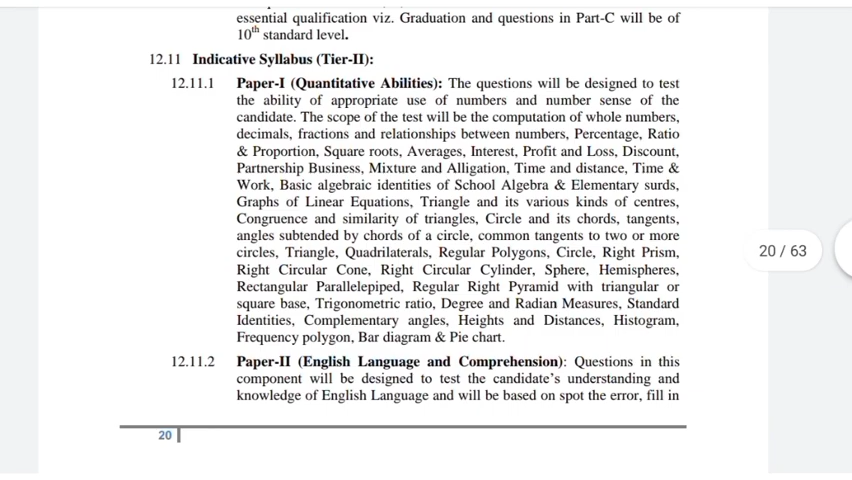 essential qualification viz. Graduation and questions in Part-C will be of
10th standard level.
12.11 Indicative Syllabus (Tier-II):
12.11.1 Paper-I (Quantitative Abilities): The questions will be designed to test
the ability of appropriate use of numbers and number sense of the
candidate. The scope of the test will be the computation of whole numbers,
decimals, fractions and relationships between numbers, Percentage, Ratio
& Proportion, Square roots, Averages, Interest, Profit and Loss, Discount,
Partnership Business, Mixture and Alligation, Time and distance, Time &
Work, Basic algebraic identities of School Algebra & Elementary surds,
Graphs of Linear Equations, Triangle and its various kinds of centres,
Congruence and similarity of triangles, Circle and its chords, tangents,
angles subtended by chords of a circle, common tangents to two or more
circles, Triangle, Quadrilaterals, Regular Polygons, Circle, Right Prism,
Right Circular Cone, Right Circular Cylinder, Sphere, Hemispheres,
Rectangular Parallelepiped, Regular Right Pyramid with triangular or
square base, Trigonometric ratio, Degree and Radian Measures, Standard
Identities, Complementary angles, Heights and Distances, Histogram,
Frequency polygon, Bar diagram & Pie chart.
12.11.2 Paper-II (English Language and Comprehension): Questions in this
component will be designed to test the candidate's understanding and
knowledge of English Language and will be based on spot the error, fill in
20
20 / 63